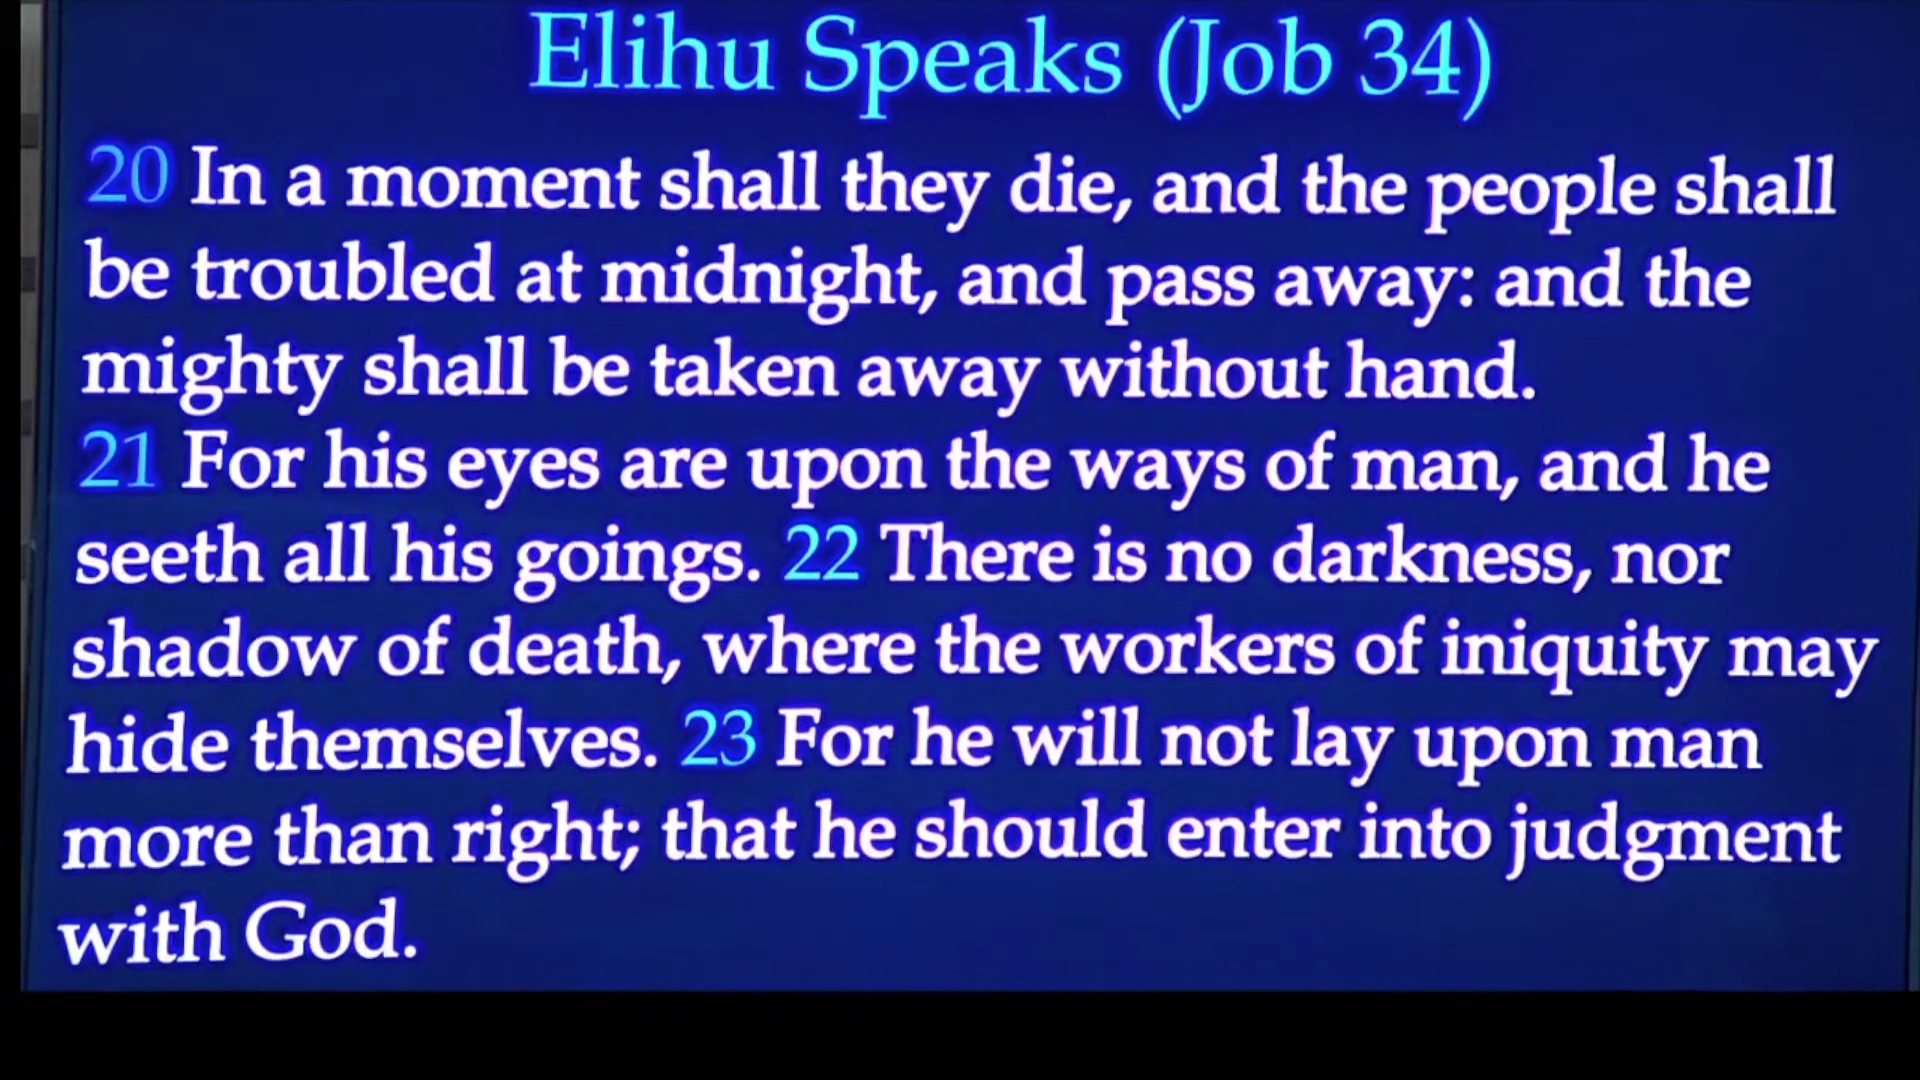 Elihu Speaks (Job 34)
20 In a moment shall they die, and the people shall
be troubled at midnight, and pass away: and the
mighty shall be taken away without hand.
21 For his eyes are upon the ways of man, and he
seeth all his goings. 22 There is no darkness, nor
shadow of death, where the workers of iniquity may
hide themselves. 23 For he will not lay upon man
more than right; that he should enter into judgment
with God.